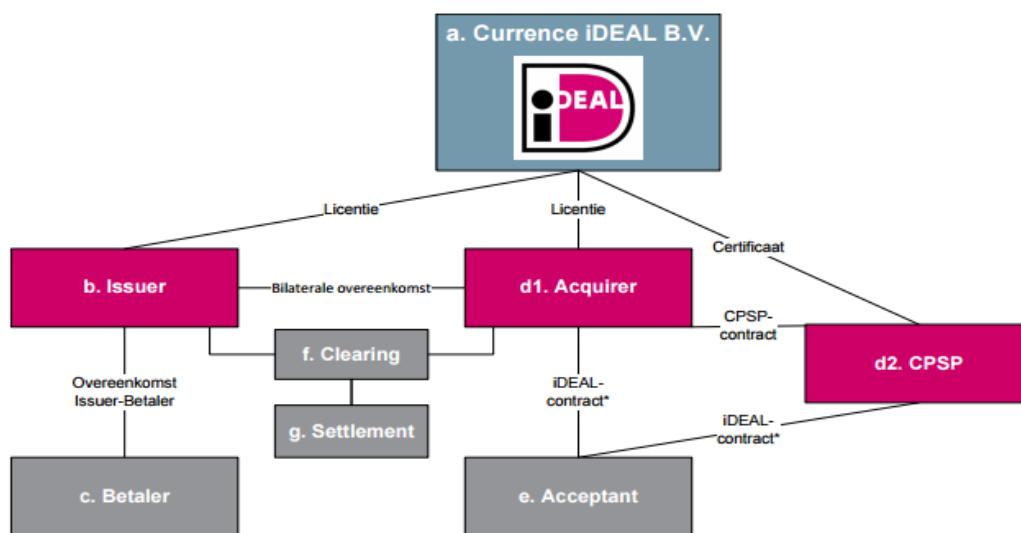 a. Currence iDEAL B.V.
iDEAL
Licentie
Licentie
Certificaat
b. Issuer
Bilaterale overeenkomst
d1. Acquirer
CPSP-
contract
d2. CPSP
f. Clearing
Overeenkomst
Issuer-Betaler
iDEAL-
contract*
g. Settlement
iDEAL-
contract*
c. Betaler
e. Acceptant